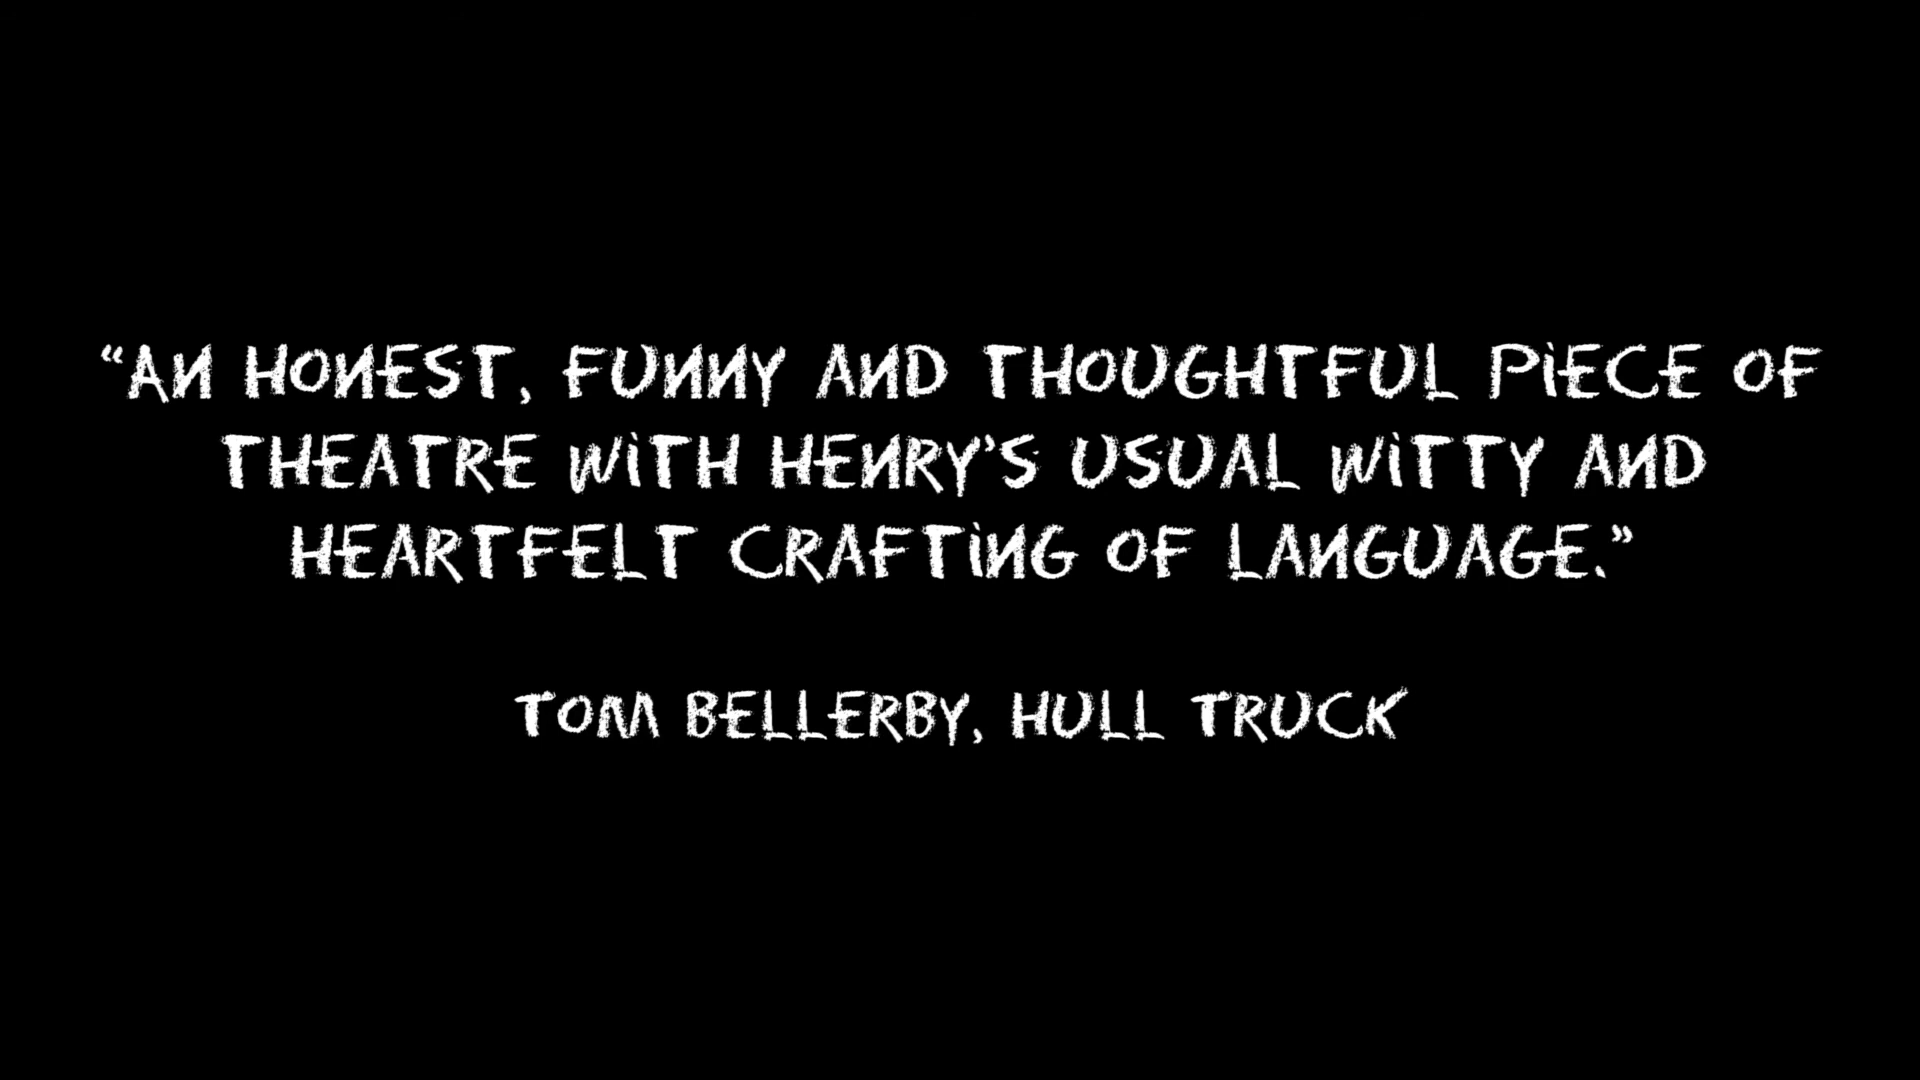 “AN HONEST, FUNNY AND THOUGHTFUL PIECE OF
THEATRE WITH HENRY’S USUAL WITTY AND
HEARTFELT CRAFTING OF LANGUAGE.”
TOM BELLERBY, HULL TRUCK